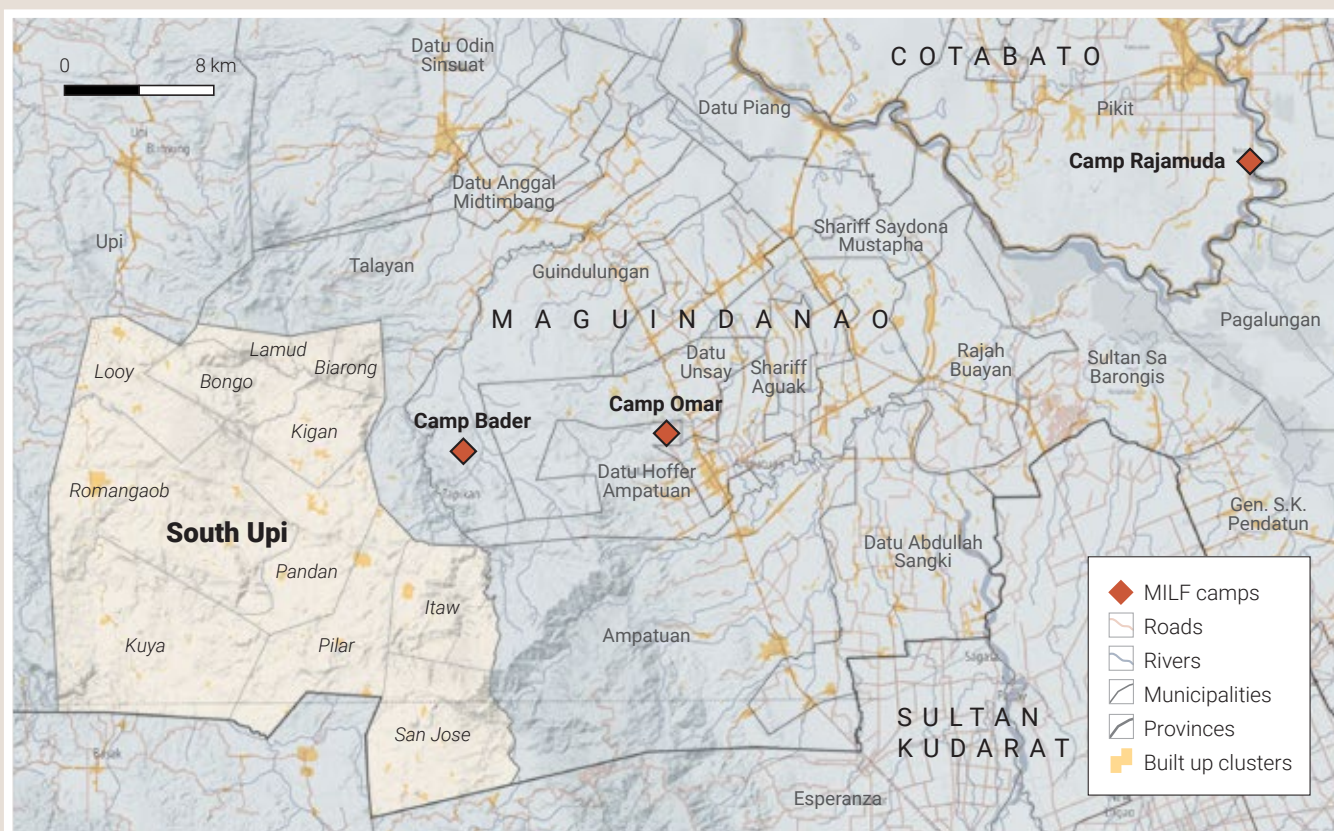 0 8 km
Datu Odin
Sinsuat
COTABATO
Datu Piang
Pikit
Camp Rajamuda
Upi
Datu Anggal
Midtimbang
Upi
Talayan
Guindulungan
Shariff Saydona
Mustapha
MAGUINDANAO
Pagalungan
Looy
Lamud
Bongo
Biarong
Kigan
Datu
Unsay
Shariff
Aguak
Rajah
Buayan
Sultan Sa
Barongis
Camp Bader
Camp Omar
Romangaob
South Upi
Datu Hoffer
Ampatuan
Gen. S.K.
Pendatun
Pandan
Datu Abdullah
Sangki
Itaw
Kuya
Pilar
Ampatuan
San Jose
SULTAN
KUDARAT
Esperanza
MILF camps
Roads
Rivers
Municipalities
Provinces
Built up clusters